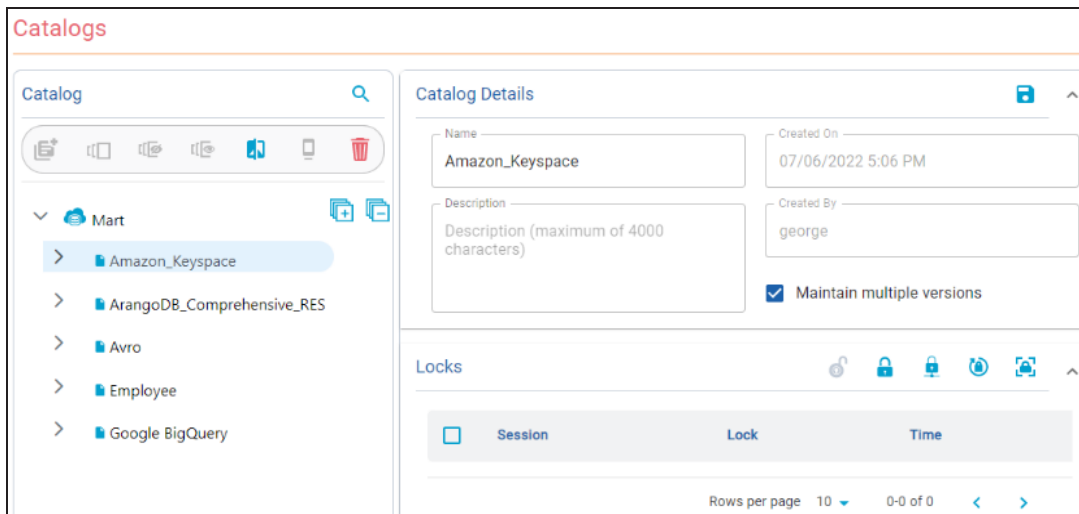 Catalogs
Catalog
Mart
Amazon_Keyspace
ArangoDB_Comprehensive_RES
Avro
Employee
Google BigQuery
Catalog Details
Name
Amazon_Keyspace
Created On
07/06/2022 5:06 PM
Description
Description (maximum of 4000
characters)
Created By
george
Maintain multiple versions
Locks
Session Lock Time
Rows per page 10 0-0 of 0